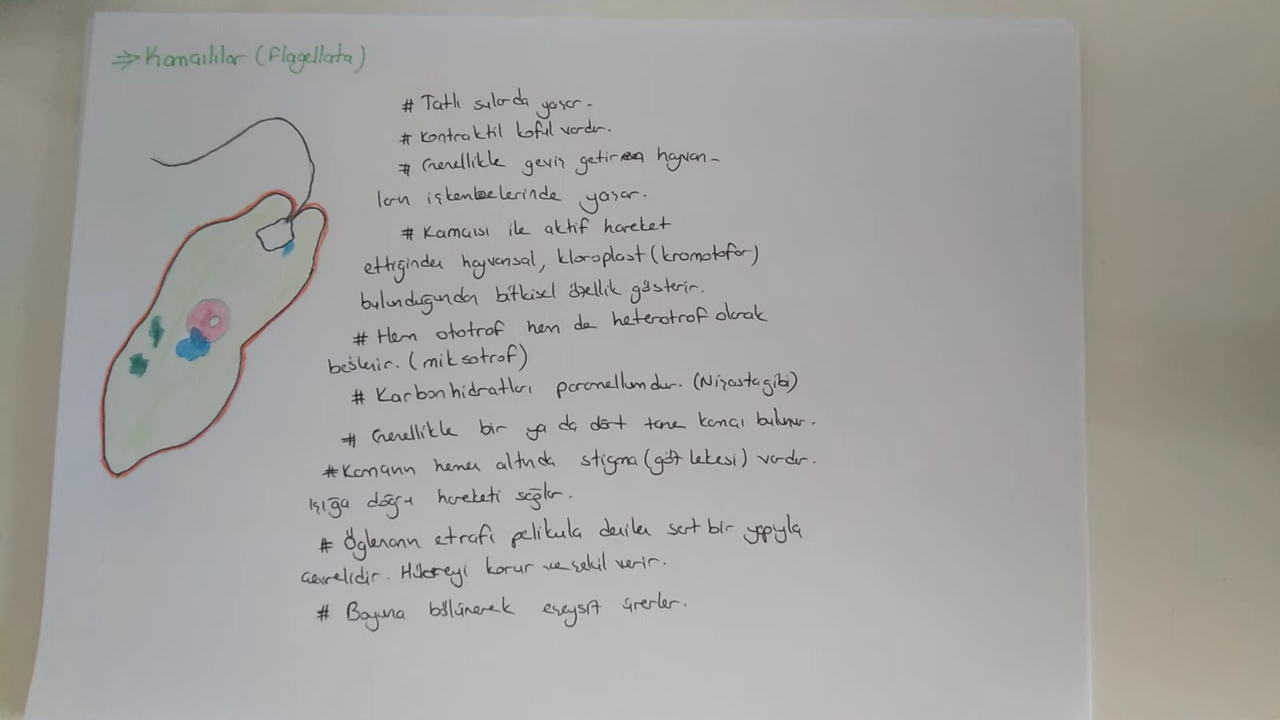 ⇒ Kamçılılar (Flagellata)
# Tatlı sularda yaşar.
# Kontraktil koful vardır.
# Genellikle geviş getiren hayvan-
ların işkembelerinde yaşar.
# Kamçısı ile aktif hareket
ettiğinden hayvansal, kloroplast (kromotofor)
bulunduğundan bitkisel özellik gösterir.
# Hem ototrof hem de heterotrof olarak
beslenir. (miksotrof)
# Karbonhidratları paramellumdur. (Nişasta gibi)
# Genellikle bir ya da dört tane kamçı bulunur.
# Kamçının hemen altında stigma (göz lekesi) vardır.
Işığa doğru hareketi sağlar.
# Öglenanın etrafı pelikula denilen sert bir yapıyla
çevrelidir. Hücreyi korur ve şekil verir.
# Boyuna bölünerek eşeysiz ürerler.